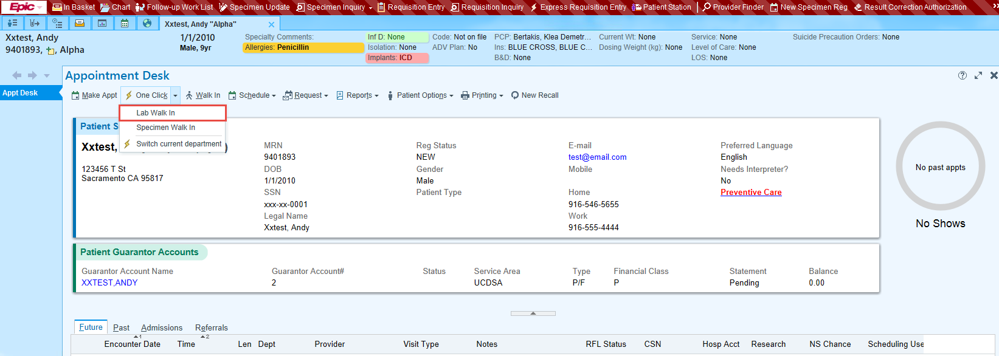 Epic In Basket Chart Follow-up Work List Specimen Update Specimen Inquiry Requisition Entry Requisition Inquiry Express Requisition Entry Patient Station Provider Finder New Specimen Reg Result Correction Authorization
Xxtest, Andy "Alpha"
Xxtest, Andy 1/1/2010 Specialty Comments: Inf D: None Code: Not on file PCP: Bertakis, Klea Demetr... Current Wt: None Service: None Suicide Precaution Orders: None
9401893, , Alpha Male, 9yr Allergies: Penicillin Isolation: None ADV Plan: No Ins: BLUE CROSS, BLUE C... Dosing Weight (kg): None Level of Care: None
Implants: ICD B&D: None LOS: None
Appointment Desk
Appt Desk
Make Appt One Click Walk In Schedule Request Reports Patient Options Printing New Recall
Lab Walk In
Specimen Walk In
Switch current department
Patient S
Xxtest, )
123456 T St
Sacramento CA 95817
MRN
9401893
DOB
1/1/2010
SSN
xxx-xx-0001
Legal Name
Xxtest, Andy
Reg Status
NEW
Gender
Male
Patient Type
E-mail
test@email.com
Mobile
Home
916-546-5655
Work
916-555-4444
Preferred Language
English
Needs Interpreter?
No
Preventive Care
No past appts
No Shows
Patient Guarantor Accounts
Guarantor Account Name Guarantor Account# Status Service Area Type Financial Class Statement Balance
XXTEST,ANDY 2 UCDSA P/F P Pending 0.00
Future Past Admissions Referrals
1 2
Encounter Date Time Len Dept Provider Visit Type Notes RFL Status CSN Hosp Acct Research NS Chance Scheduling Use